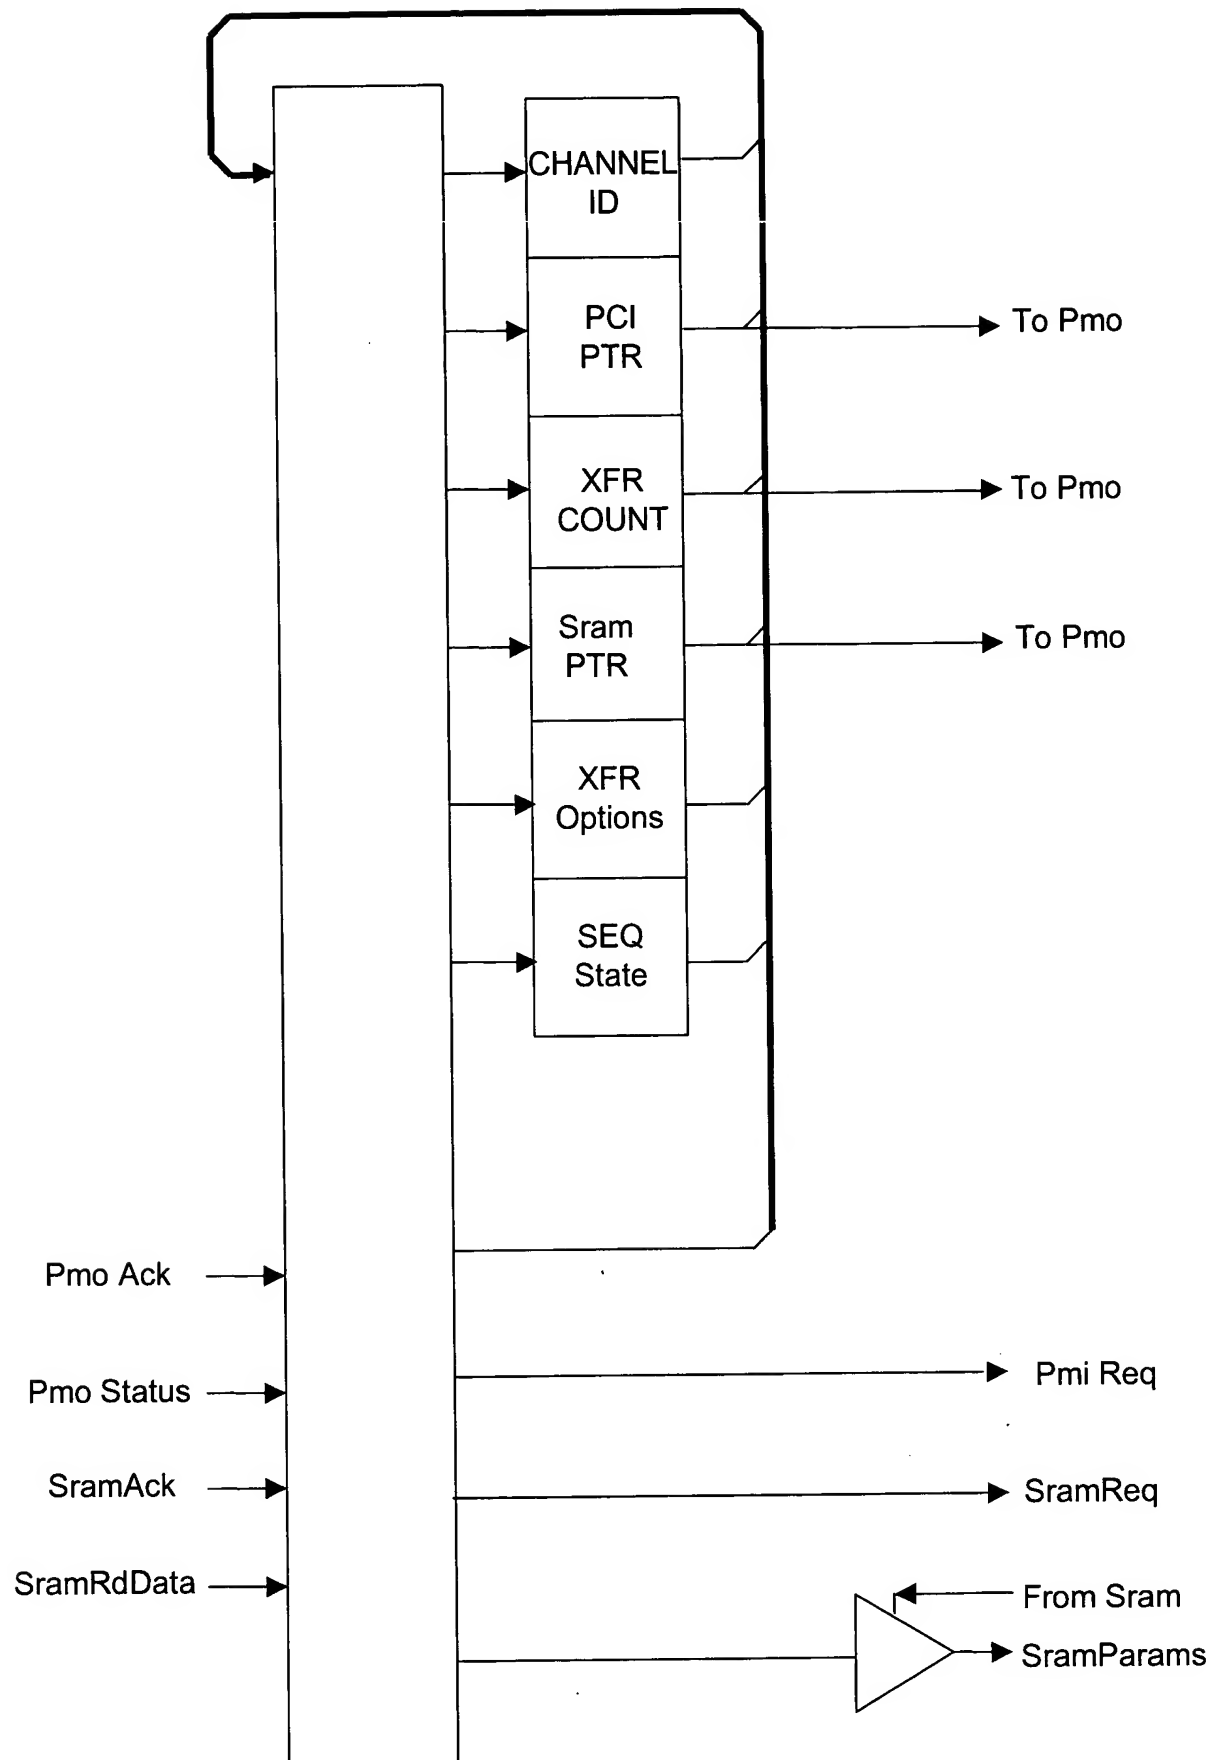 CHANNEL
ID
PCI
PTR
To Pmo
XFR
COUNT
To Pmo
Sram
PTR
To Pmo
XFR
Options
SEQ
State
Pmo Ack
Pmo Status
Pmi Req
SramAck
SramReq
SramRdData
From Sram
SramParams